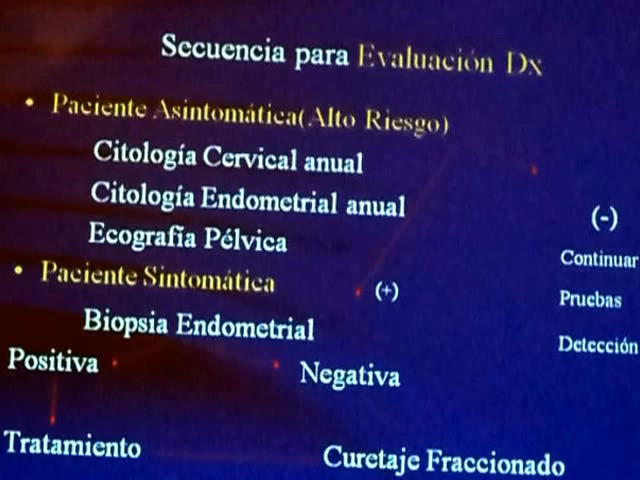 Secuencia para Evaluación Dx
• Paciente Asintomática(Alto Riesgo)
Citología Cervical anual
Citología Endometrial anual
(-)
Ecografía Pélvica
Continuar
• Paciente Sintomática
(+)
Pruebas
Biopsia Endometrial
Detección
Positiva
Negativa
Tratamiento
Curetaje Fraccionado